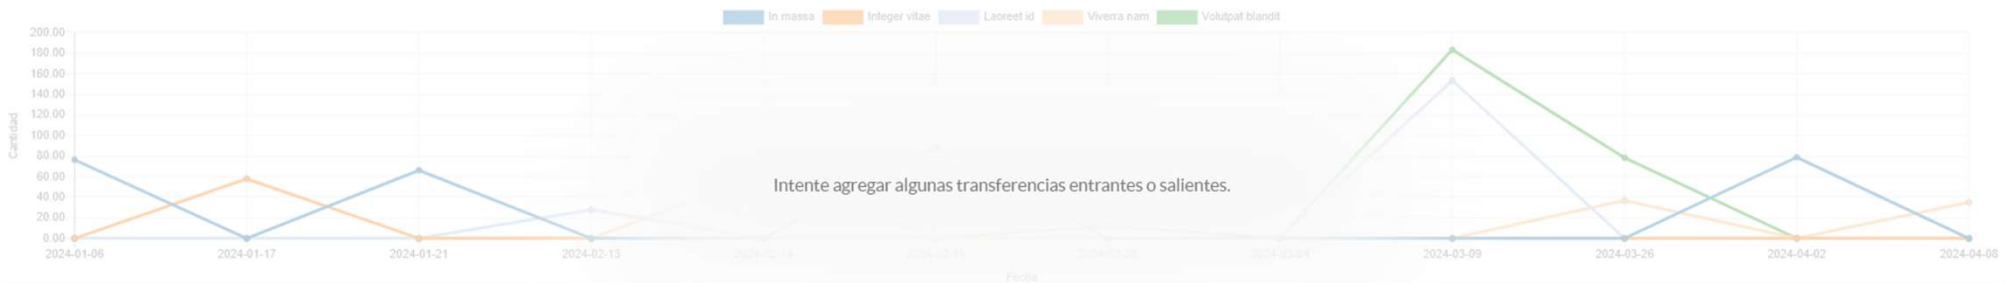 In massa Integer vitae Laoreet id Viverra nam Volutpat blandit
200.00
180.00
160.00
140.00
120.00
100.00
80.00
60.00
40.00
20.00
0.00
Cantidad
Intente agregar algunas transferencias entrantes o salientes.
2024-01-06 2024-01-17 2024-01-21 2024-02-13 2024-03-09 2024-03-26 2024-04-02 2024-04-08
Fecha